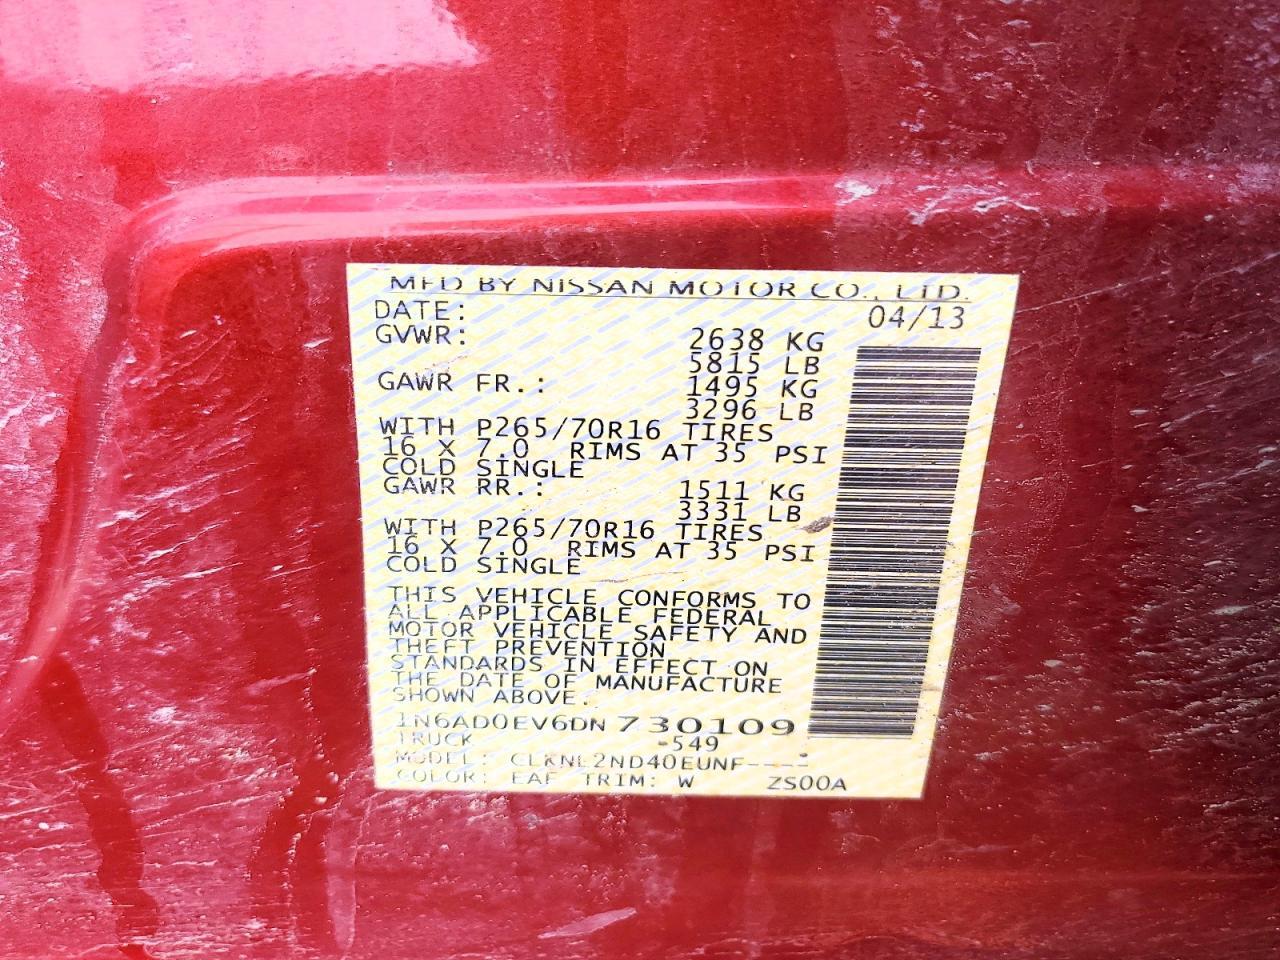 MFD BY NISSAN MOTOR CO., LTD.
DATE: 04/13
GVWR: 2638 KG
5815 LB
GAWR FR.: 1495 KG
3296 LB
WITH P265/70R16 TIRES
16 X 7.0 RIMS AT 35 PSI
COLD SINGLE
GAWR RR.: 1511 KG
3331 LB
WITH P265/70R16 TIRES
16 X 7.0 RIMS AT 35 PSI
COLD SINGLE
THIS VEHICLE CONFORMS TO
ALL APPLICABLE FEDERAL
MOTOR VEHICLE SAFETY AND
THEFT PREVENTION
STANDARDS IN EFFECT ON
THE DATE OF MANUFACTURE
SHOWN ABOVE.
1N6AD0EV6DN730109
TRUCK -549
MODEL:
COLOR: EAF TRIM: W ZS00A